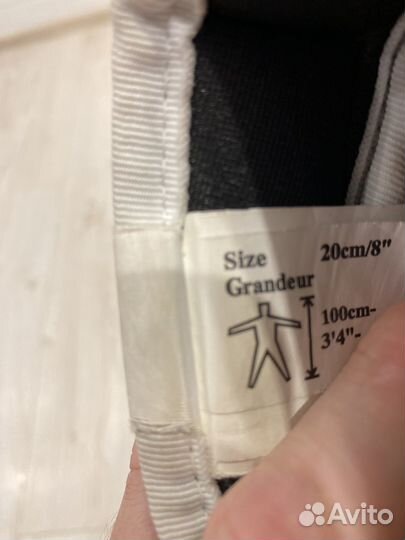 Size
Grandeur
20cm/8"
100cm-
3'4"-
Avito